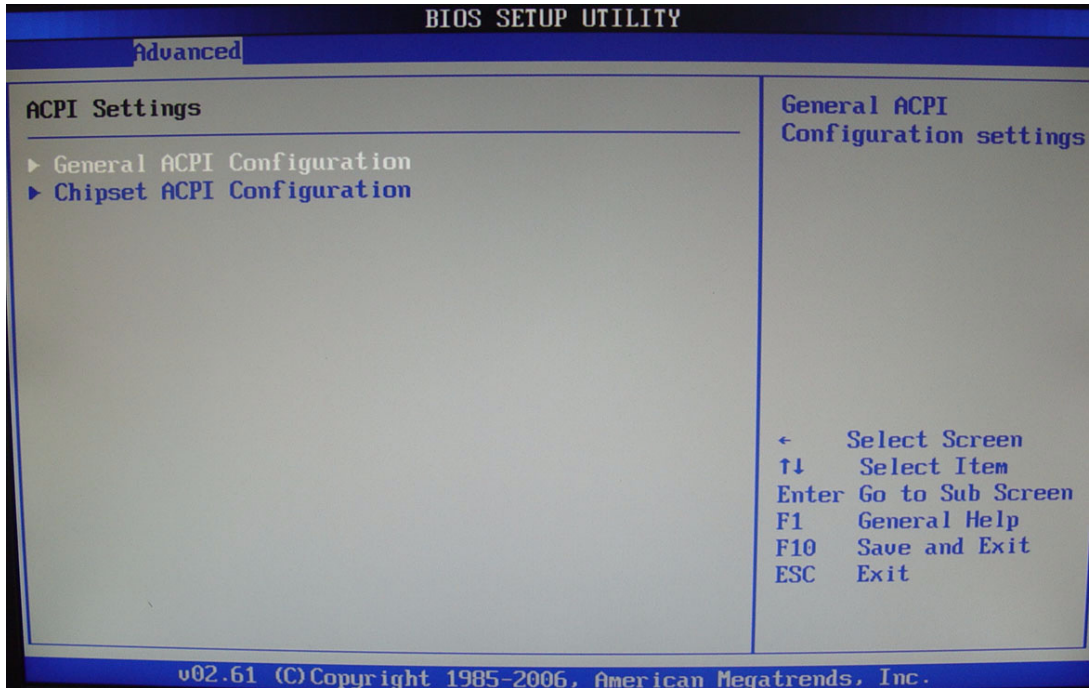 BIOS SETUP UTILITY
Advanced
ACPI Settings
▶ General ACPI Configuration
▶ Chipset ACPI Configuration
General ACPI
Configuration settings
← Select Screen
↑↓ Select Item
Enter Go to Sub Screen
F1 General Help
F10 Save and Exit
ESC Exit
v02.61 (C)Copyright 1985-2006, American Megatrends, Inc.